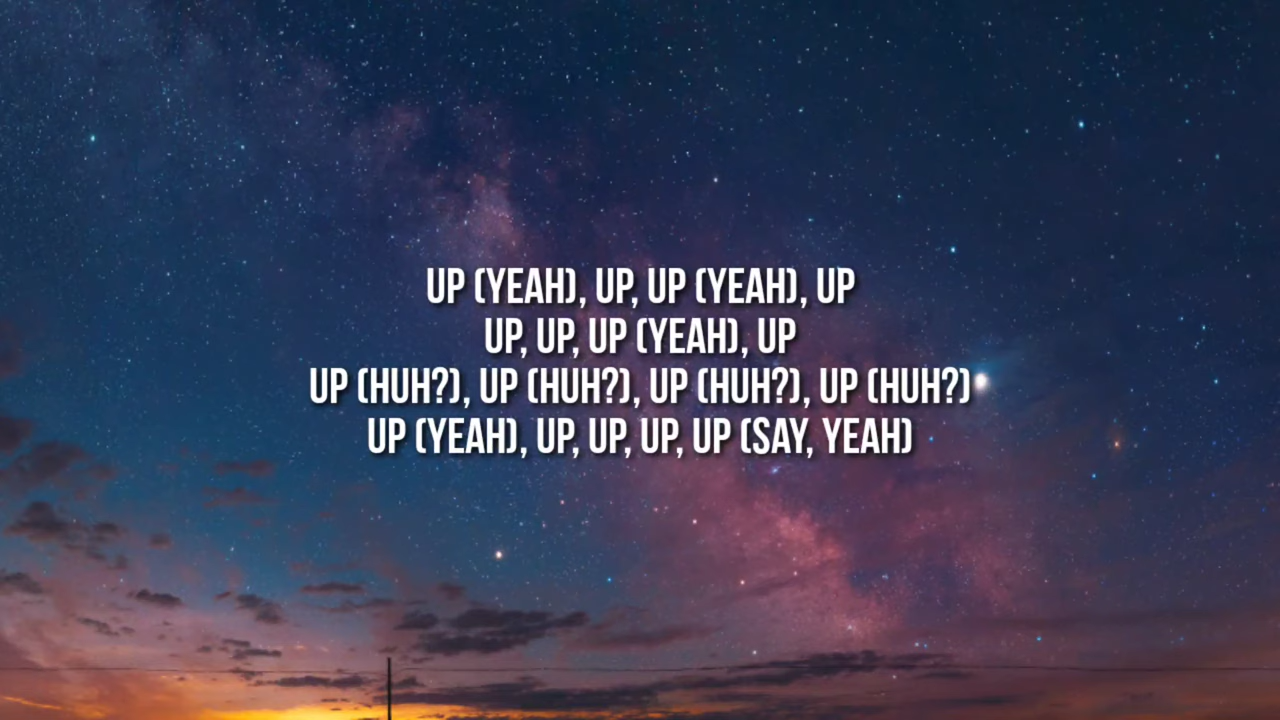 UP (YEAH), UP, UP (YEAH), UP
UP, UP, UP (YEAH), UP
UP (HUH?), UP (HUH?), UP (HUH?), UP (HUH?)
UP (YEAH), UP, UP, UP, UP (SAY, YEAH)